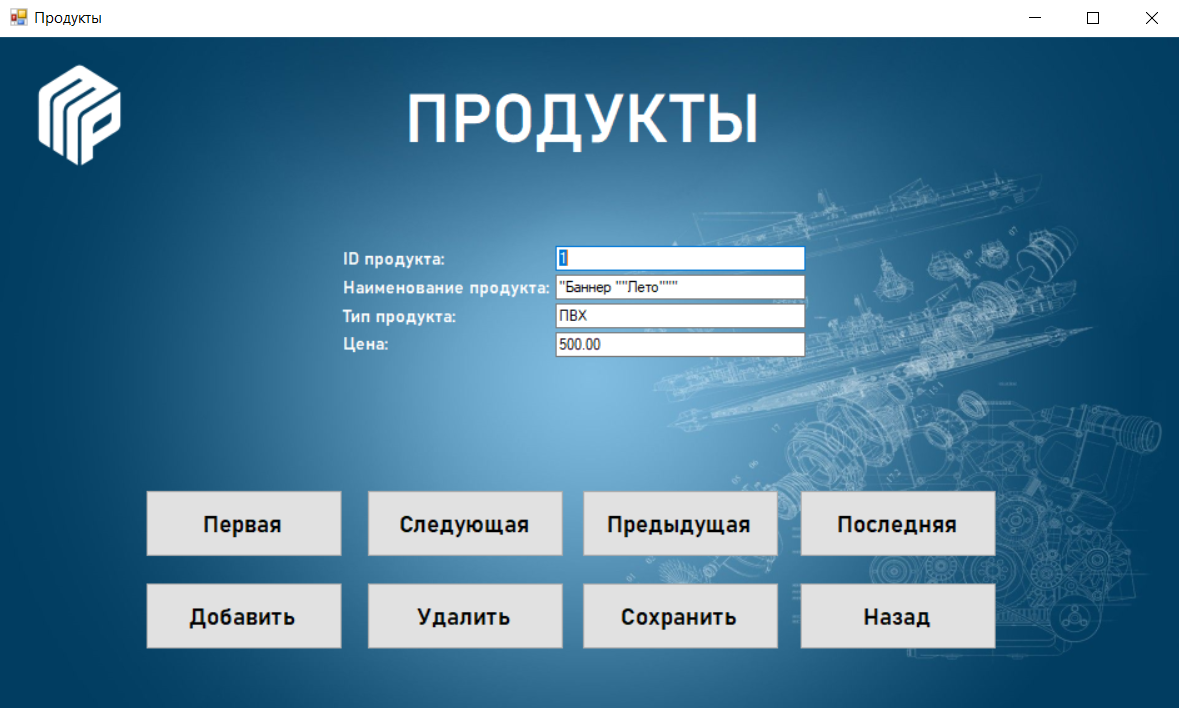 Продукты
ПРОДУКТЫ
ID продукта: 1
Наименование продукта: "Баннер ""Лето"""
Тип продукта: ПВХ
Цена: 500.00
Первая Следующая Предыдущая Последняя
Добавить Удалить Сохранить Назад